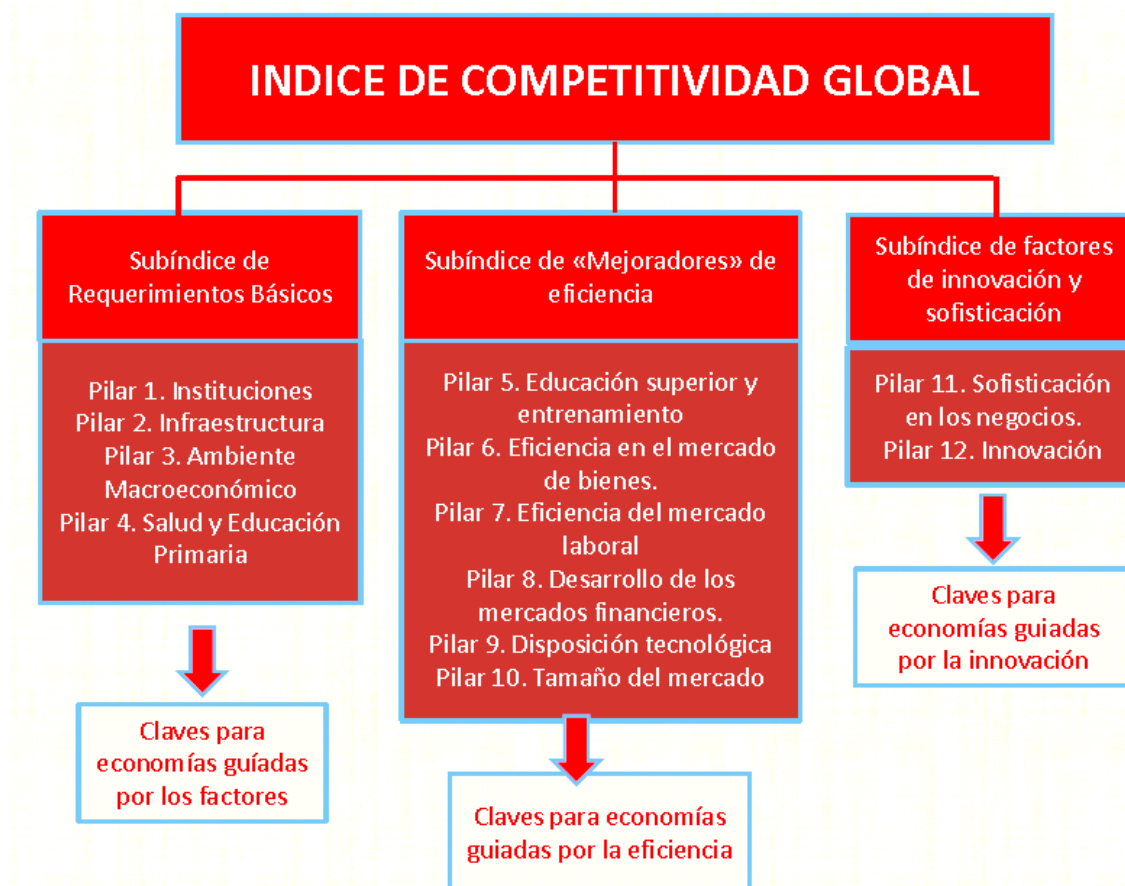 INDICE DE COMPETITIVIDAD GLOBAL
Subíndice de
Requerimientos Básicos
Pilar 1. Instituciones
Pilar 2. Infraestructura
Pilar 3. Ambiente
Macroeconómico
Pilar 4. Salud y Educación
Primaria
Claves para
economías guíadas
por los factores
Subíndice de «Mejoradores» de
eficiencia
Pilar 5. Educación superior y
entrenamiento
Pilar 6. Eficiencia en el mercado
de bienes.
Pilar 7. Eficiencia del mercado
laboral
Pilar 8. Desarrollo de los
mercados financieros.
Pilar 9. Disposición tecnológica
Pilar 10. Tamaño del mercado
Claves para economías
guiadas por la eficiencia
Subíndice de factores
de innovación y
sofisticación
Pilar 11. Sofisticación
en los negocios.
Pilar 12. Innovación
Claves para
economías guiadas
por la innovación